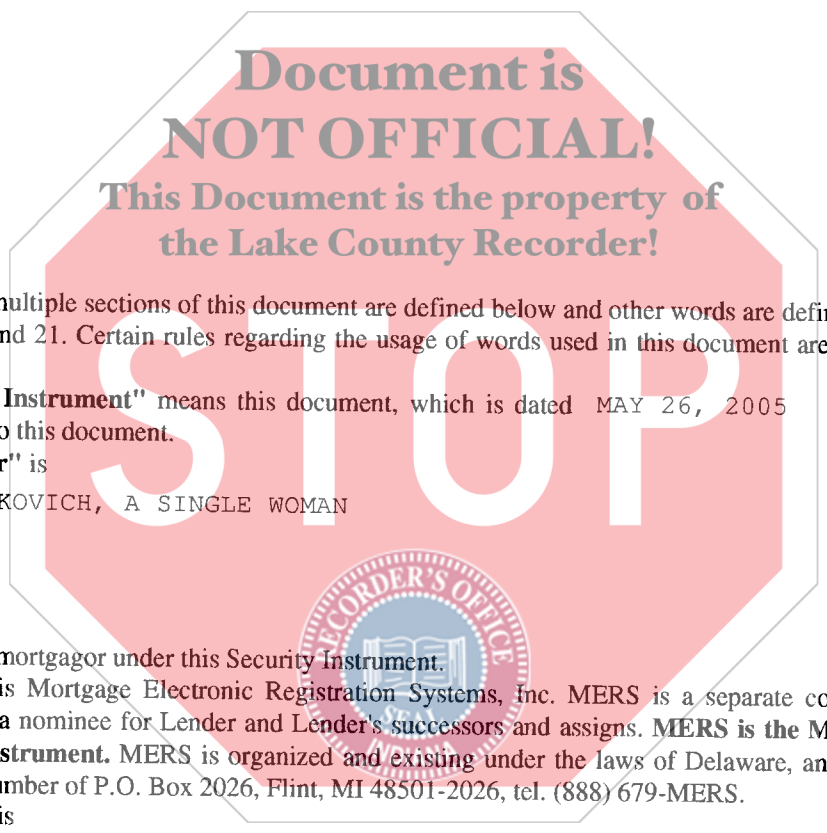 Document is
NOT OFFICIAL!
This Document is the property of
the Lake County Recorder!
multiple sections of this document are defined below and other words are defin
nd 21. Certain rules regarding the usage of words used in this document are
STOP
Instrument" means this document, which is dated MAY 26, 2005
o this document.
r" is
KOVICH, A SINGLE WOMAN
RECORDER'S OFFICE
mortgagor under this Security Instrument.
is Mortgage Electronic Registration Systems, Inc. MERS is a separate co
a nominee for Lender and Lender's successors and assigns. MERS is the M
SEAL
strument. MERS is organized and existing under the laws of Delaware, an
INDIANA
umber of P.O. Box 2026, Flint, MI 48501-2026, tel. (888) 679-MERS.
is